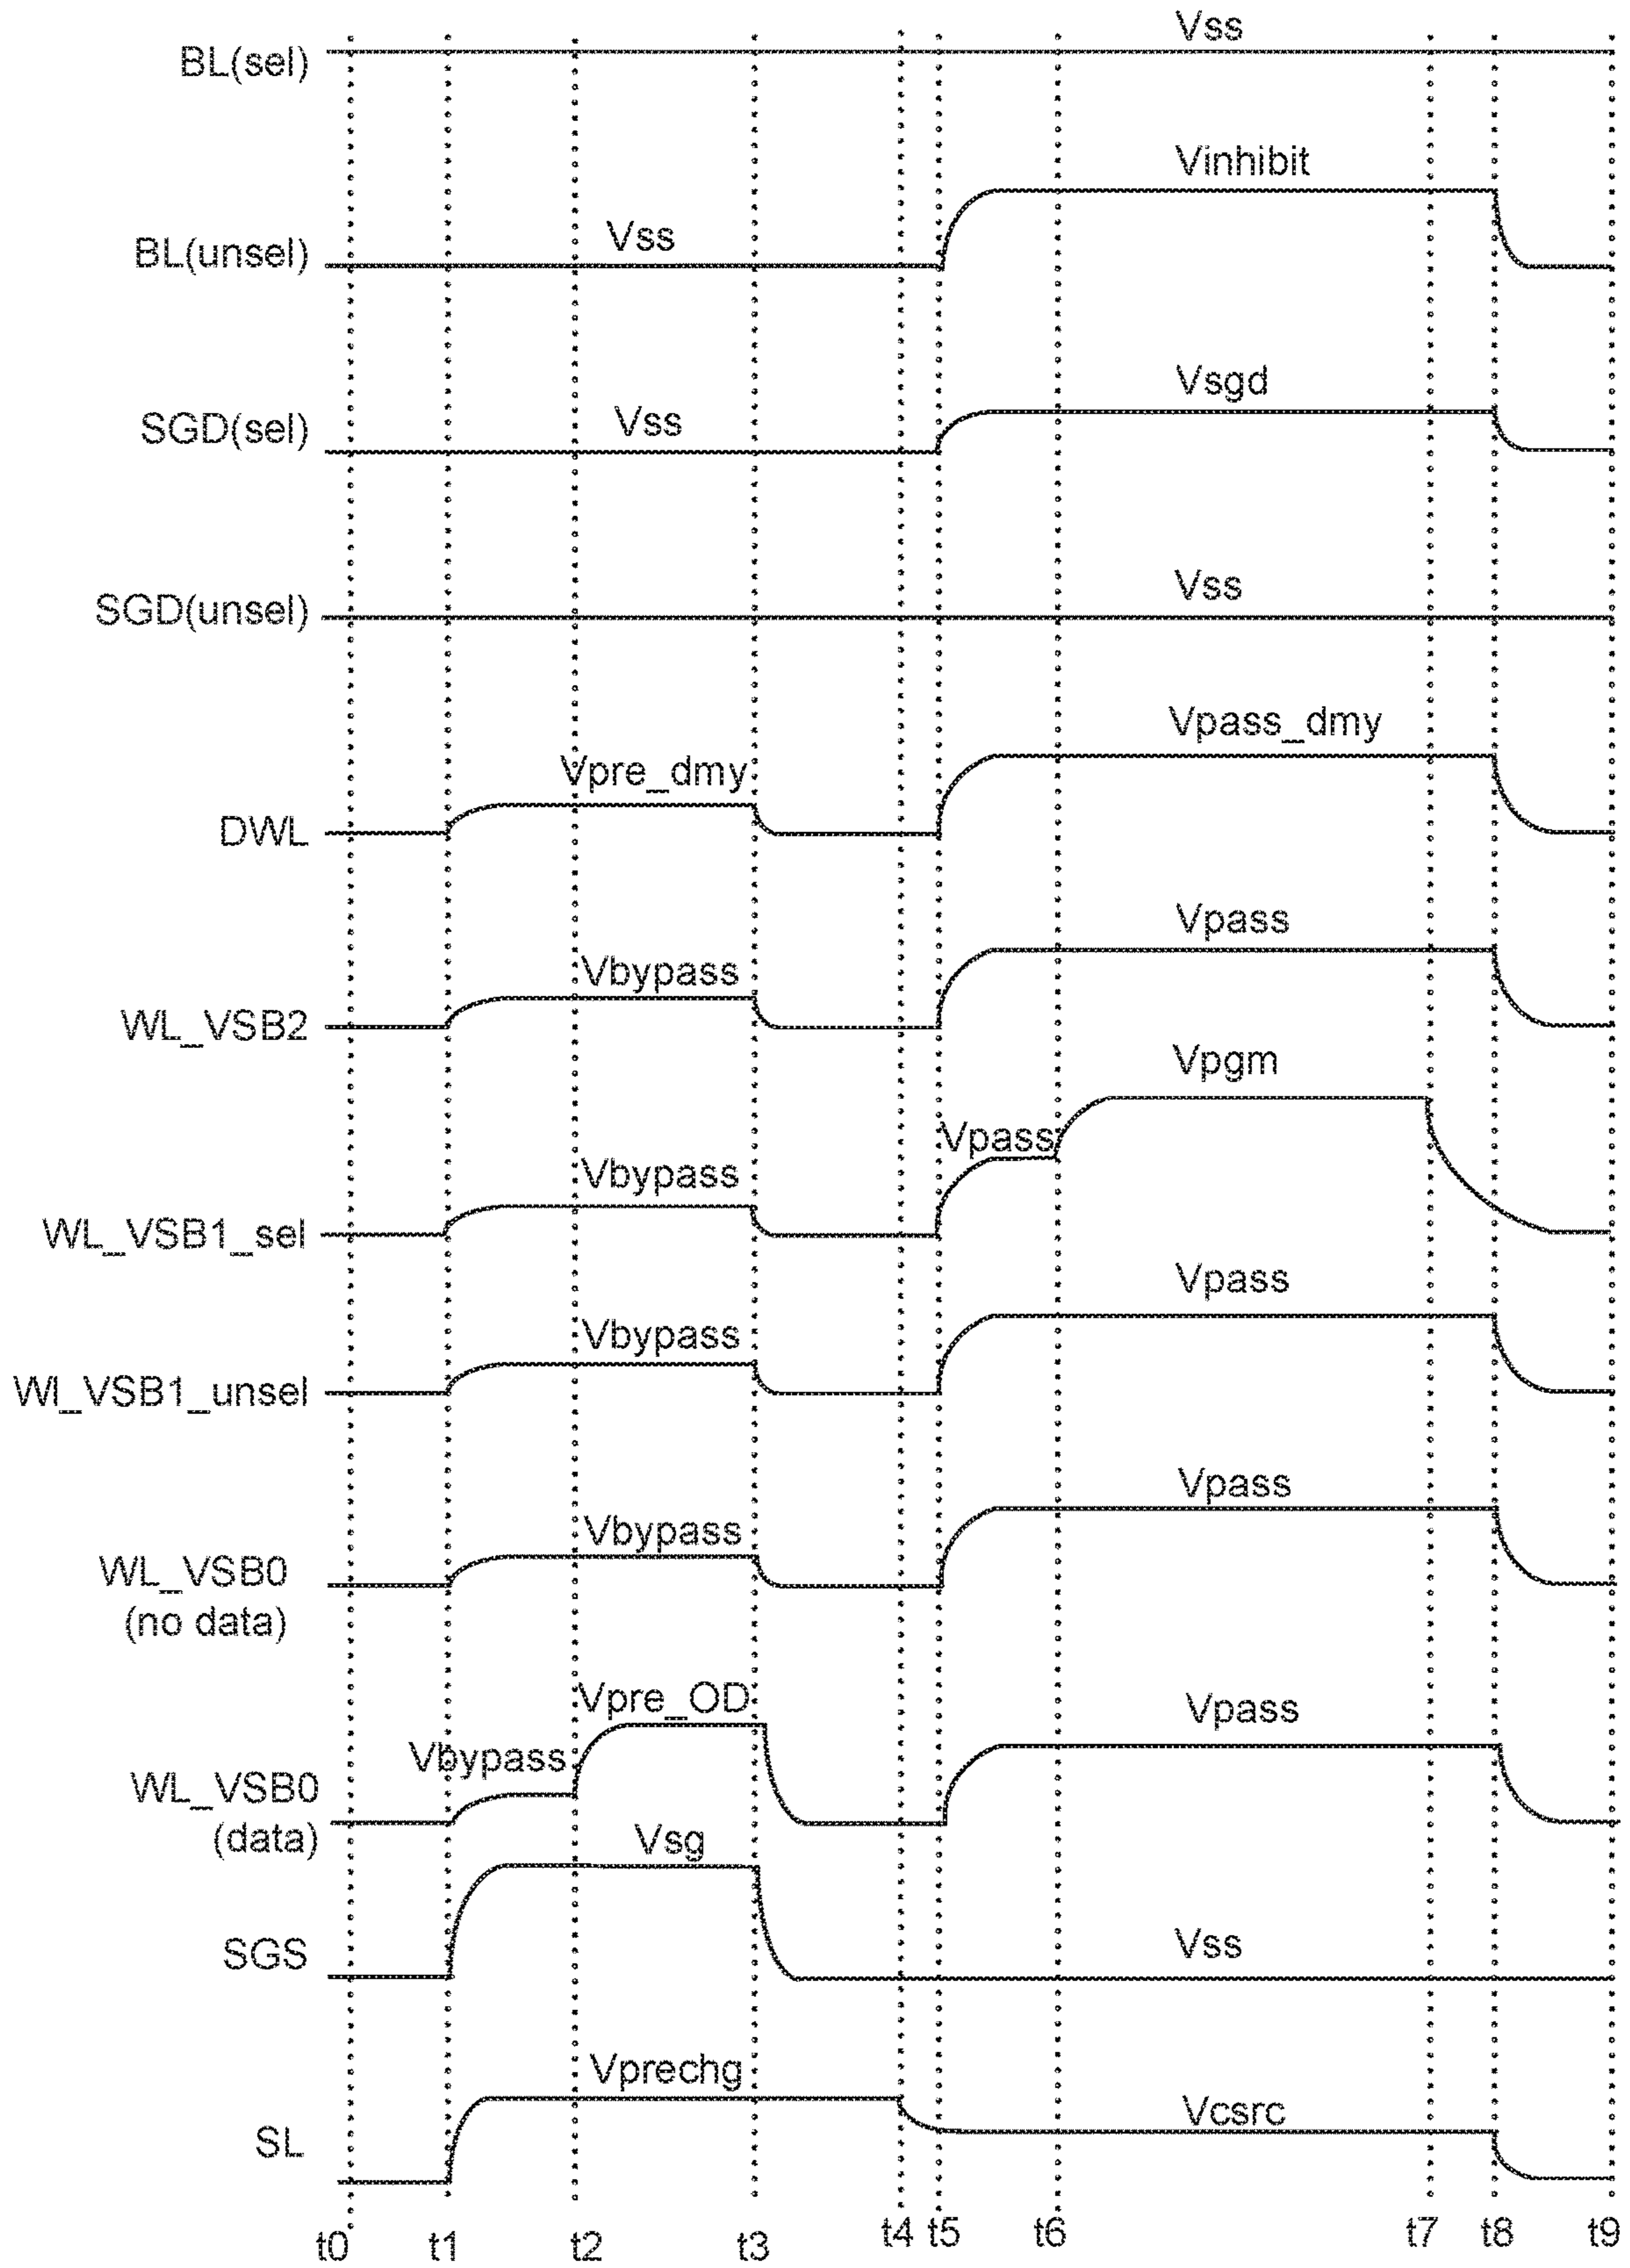 Vss
BL(sel)
Vinhibit
BL(unsel)
Vss
Vsgd
SGD(sel)
Vss
Vss
SGD(unsel)
Vpass_dmy
Vpre_dmy
DWL
Vpass
Vbypass
WL_VSB2
Vpgm
Vpass
Vbypass
WL_VSB1_sel
Vpass
Vbypass
Wl_VSB1_unsel
Vpass
Vbypass
WL_VSB0
(no data)
Vpre_OD
Vpass
Vbypass
WL_VSB0
(data)
Vsg
SGS
Vss
Vprechg
Vcsrc
SL
t0 t1 t2 t3 t4 t5 t6 t7 t8 t9